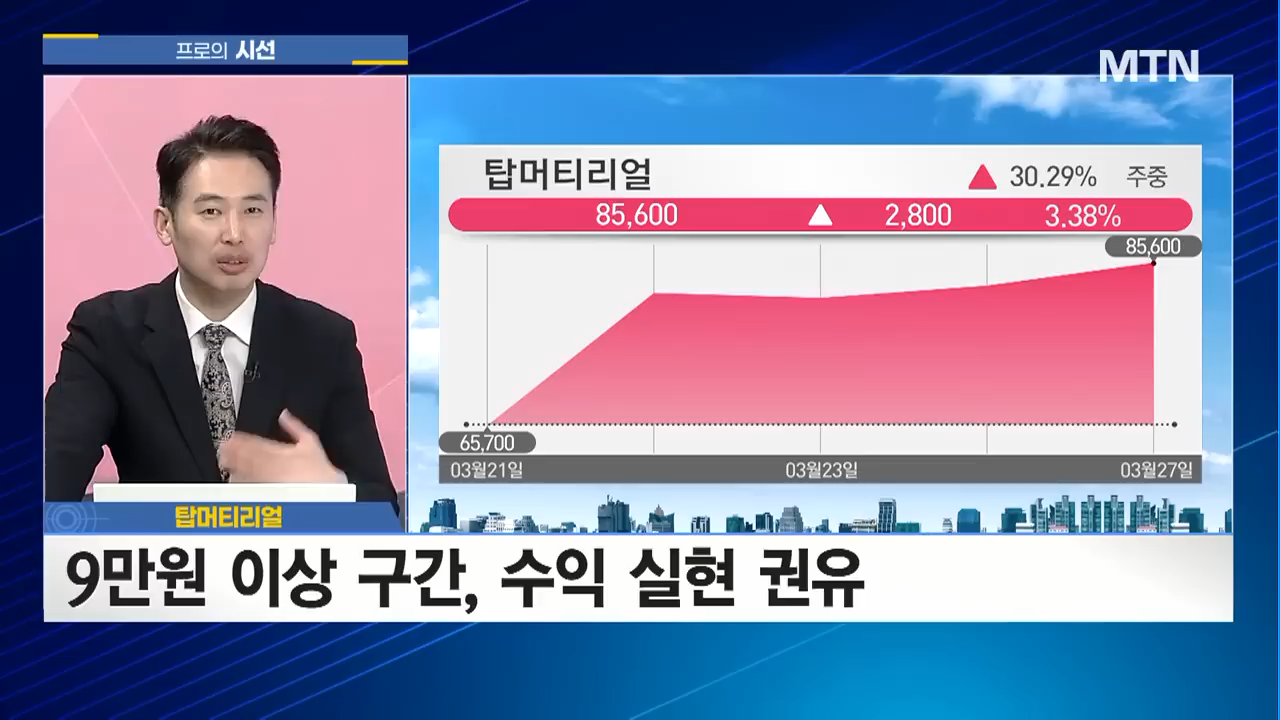 프로의 시선
MTN
탑머티리얼 ▲ 30.29% 주중
85,600 △ 2,800 3.38%
85,600
65,700
03월21일 03월23일 03월27일
탑머티리얼
9만원 이상 구간, 수익 실현 권유